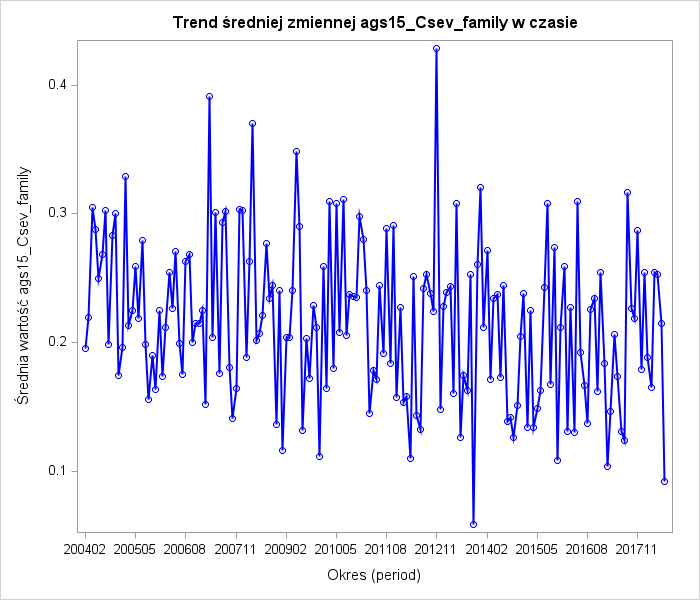 Trend średniej zmiennej ags15_Csev_family w czasie
Średnia wartość ags15_Csev_family
0.4
0.3
0.2
0.1
200402 200505 200608 200711 200902 201005 201108 201211 201402 201505 201608 201711
Okres (period)